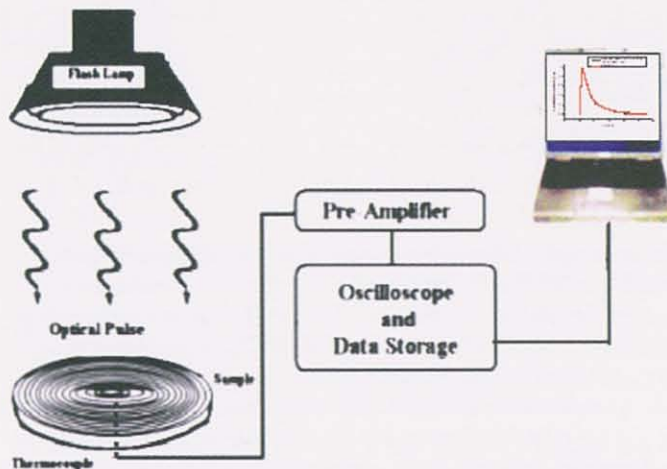 Flash Lamp
Pre Amplifier
Oscilloscope
and
Data Storage
Optical Pulse
Sample
Thermocouple